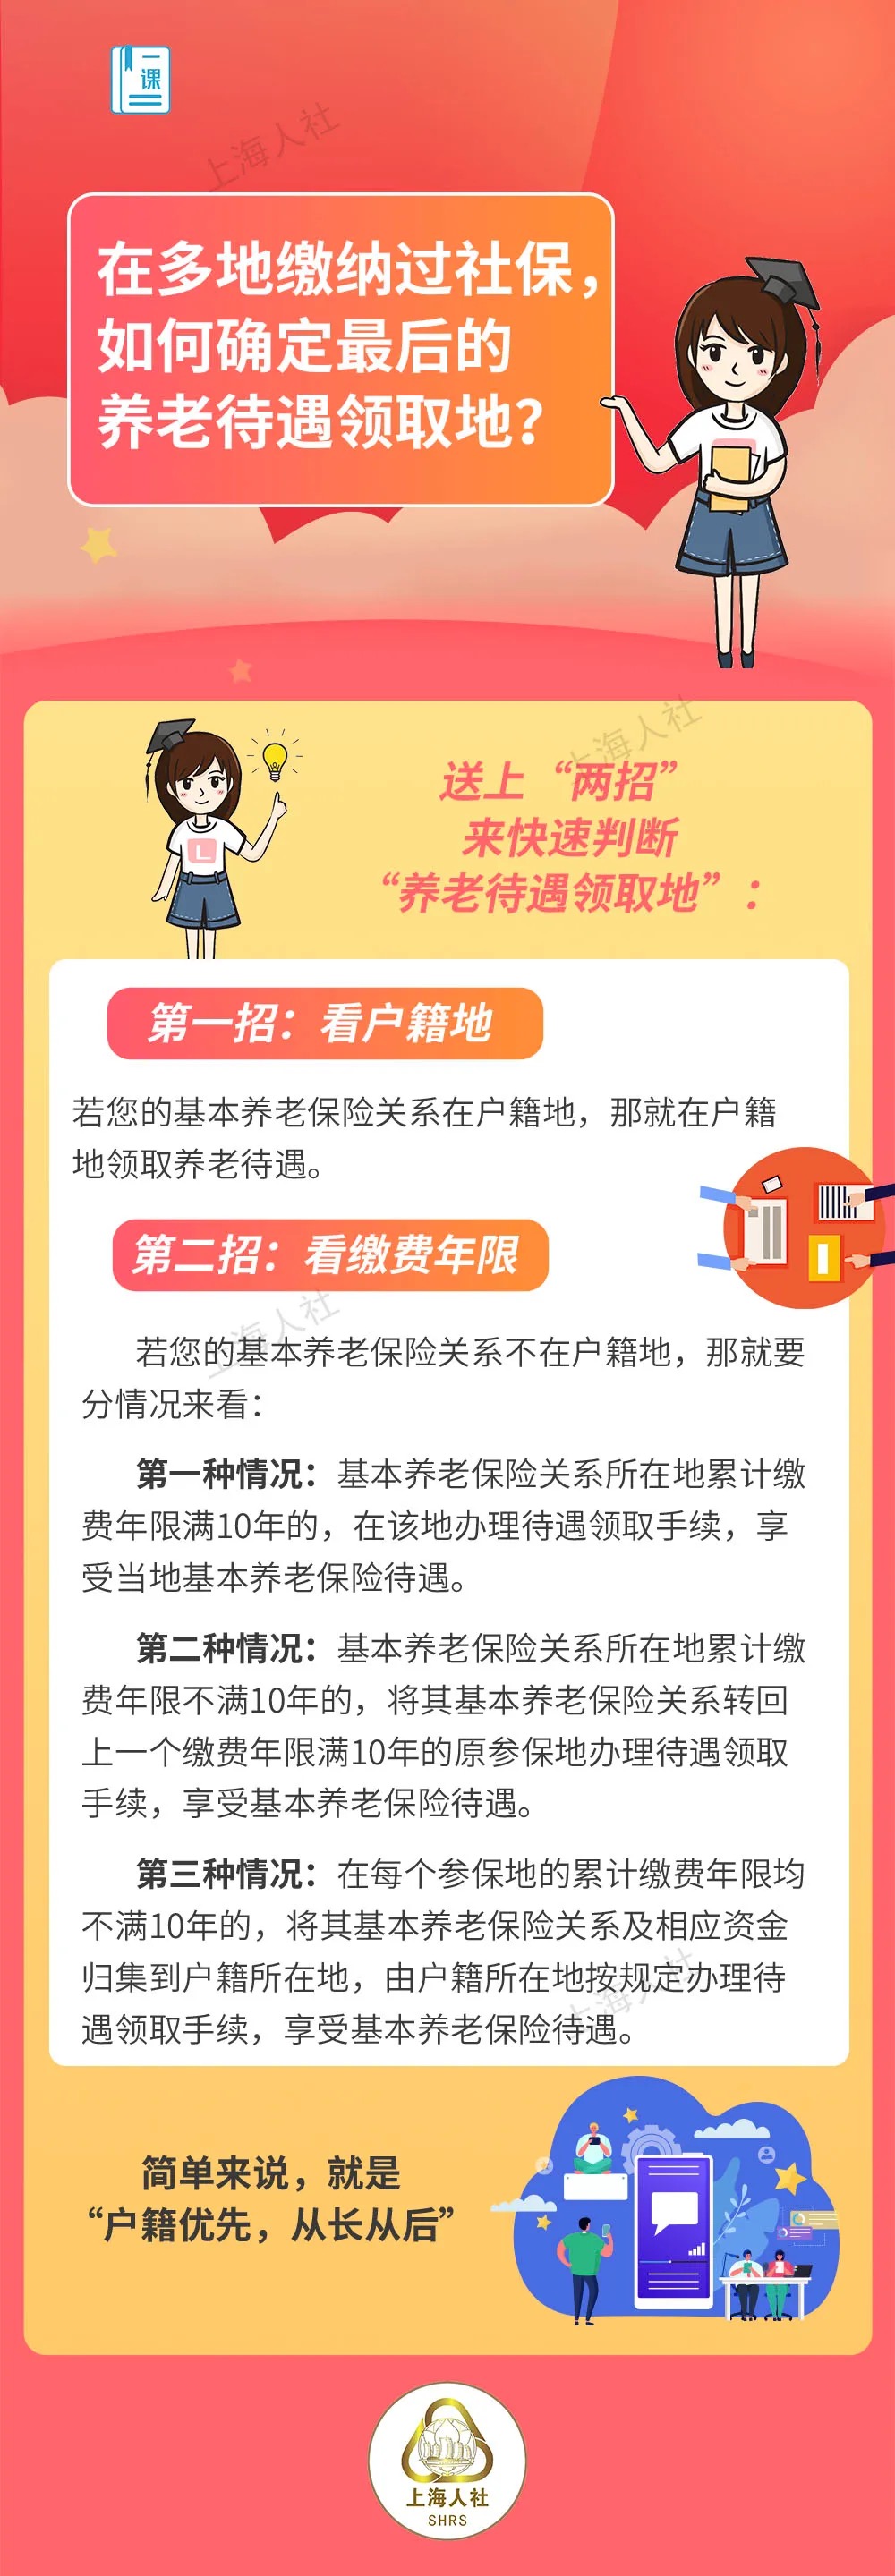 一
课
上海人社
在多地缴纳过社保，
如何确定最后的
养老待遇领取地？
上海人社
送上“两招”
来快速判断
“养老待遇领取地”：
L
第一招：看户籍地
若您的基本养老保险关系在户籍地，那就在户籍
地领取养老待遇。
第二招：看缴费年限
上海人社
若您的基本养老保险关系不在户籍地，那就要
分情况来看：
第一种情况：基本养老保险关系所在地累计缴
费年限满10年的，在该地办理待遇领取手续，享
受当地基本养老保险待遇。
第二种情况：基本养老保险关系所在地累计缴
费年限不满10年的，将其基本养老保险关系转回
上一个缴费年限满10年的原参保地办理待遇领取
手续，享受基本养老保险待遇。
第三种情况：在每个参保地的累计缴费年限均
不满10年的，将其基本养老保险关系及相应资金
归集到户籍所在地，由户籍所在地按规定办理待
遇领取手续，享受基本养老保险待遇。
上海人社
简单来说，就是
“户籍优先，从长从后”
上海人社
SHRS